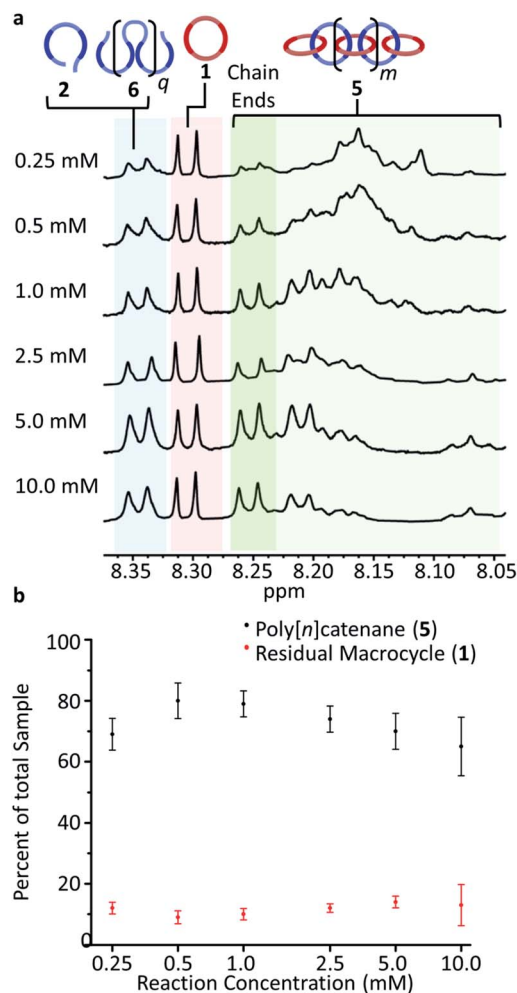 a
2 6 q 1 Chain Ends 5 m
0.25 mM
0.5 mM
1.0 mM
2.5 mM
5.0 mM
10.0 mM
8.35 8.30 8.25 8.20 8.15 8.10 8.05
ppm
b
Poly[n]catenane (5)
Residual Macrocycle (1)
100
80
60
40
20
0
Percent of total Sample
0.25 0.5 1.0 2.5 5.0 10.0
Reaction Concentration (mM)